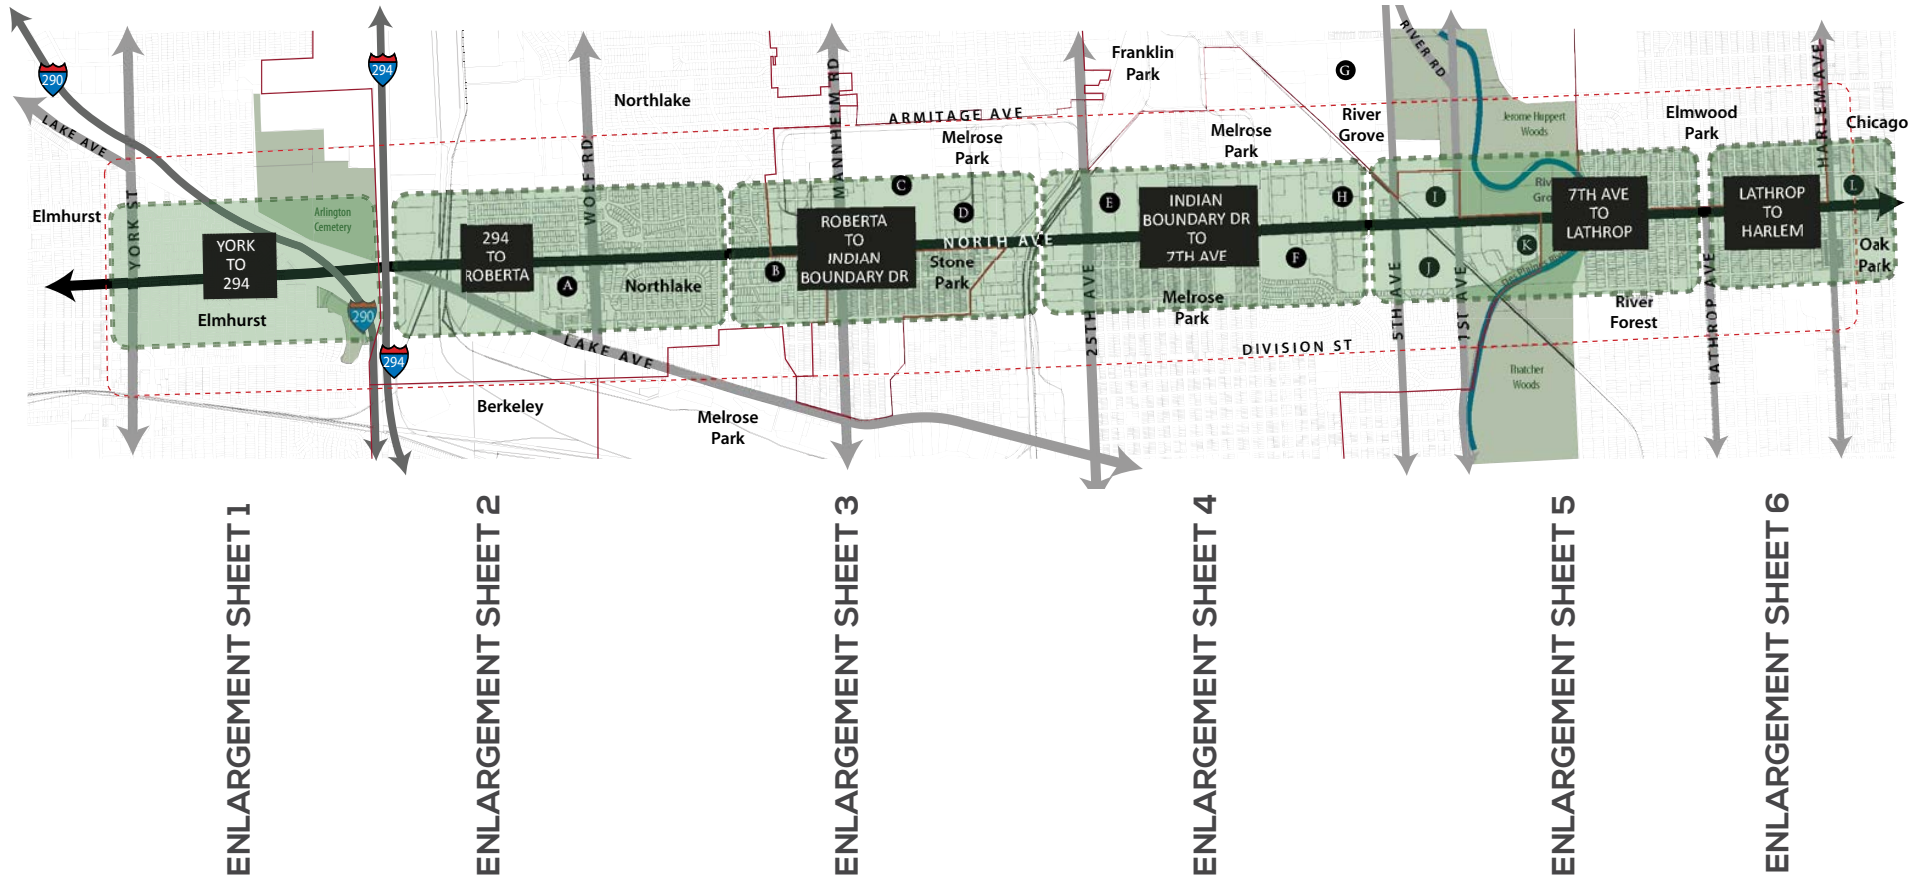 290
LAKE AVE
YORK ST
Elmhurst
YORK
TO
294
Elmhurst
Arlington
Cemetery
290
294
294
294
TO
ROBERTA
A
Northlake
WOLF RD
Northlake
LAKE AVE
Berkeley
Melrose
Park
MANNHEIM RD
ROBERTA
TO
INDIAN
BOUNDARY DR
B
C
D
ARMITAGE AVE
Melrose
Park
NORTH AVE
Stone
Park
Franklin
Park
25TH AVE
E
INDIAN
BOUNDARY DR
TO
7TH AVE
Melrose
Park
Melrose
Park
F
G
H
River
Grove
DIVISION ST
RIVER RD
5TH AVE
1ST AVE
I
J
K
Jerome Huppert
Woods
Des Plaines River
7TH AVE
TO
LATHROP
Thatcher
Woods
River
Forest
Elmwood
Park
LATHROP AVE
LATHROP
TO
HARLEM
HARLEM AVE
Chicago
L
Oak
Park
ENLARGEMENT SHEET 1
ENLARGEMENT SHEET 2
ENLARGEMENT SHEET 3
ENLARGEMENT SHEET 4
ENLARGEMENT SHEET 5
ENLARGEMENT SHEET 6